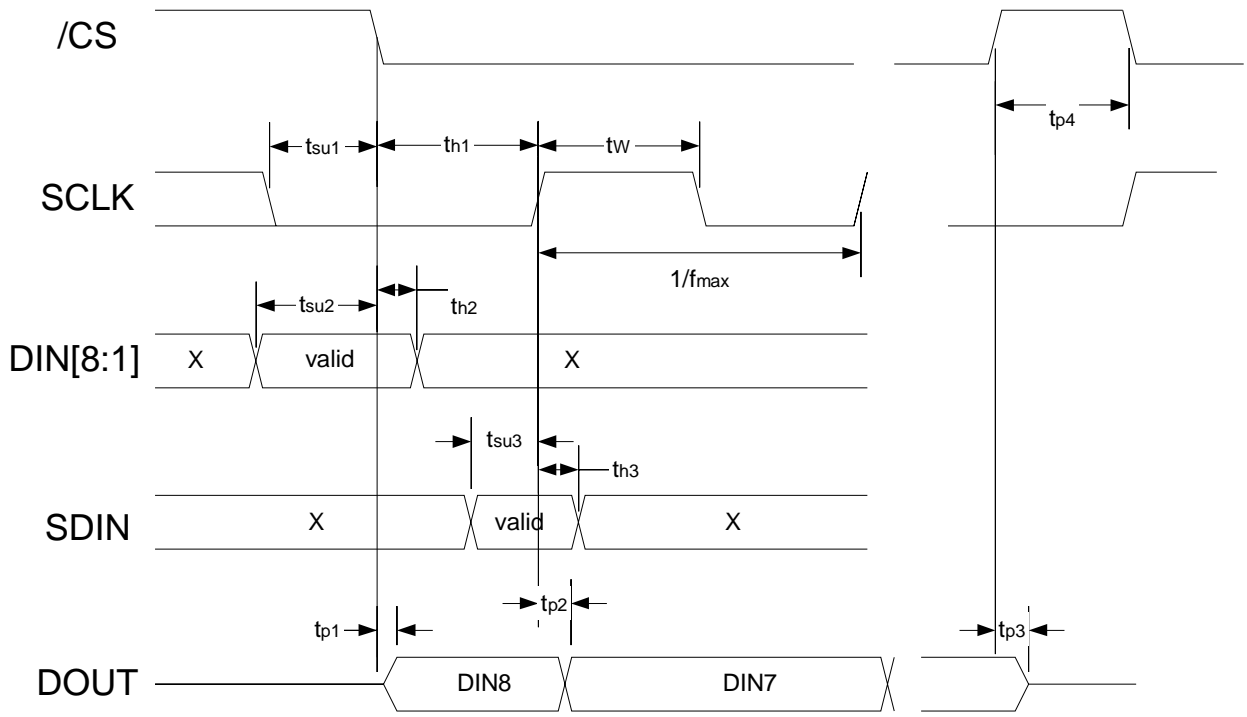 /CS
tp4
tsu1 th1 tW
SCLK
1/fmax
tsu2 th2
DIN[8:1] X valid X
tsu3
th3
SDIN X valid X
tp2
tp1 tp3
DOUT DIN8 DIN7